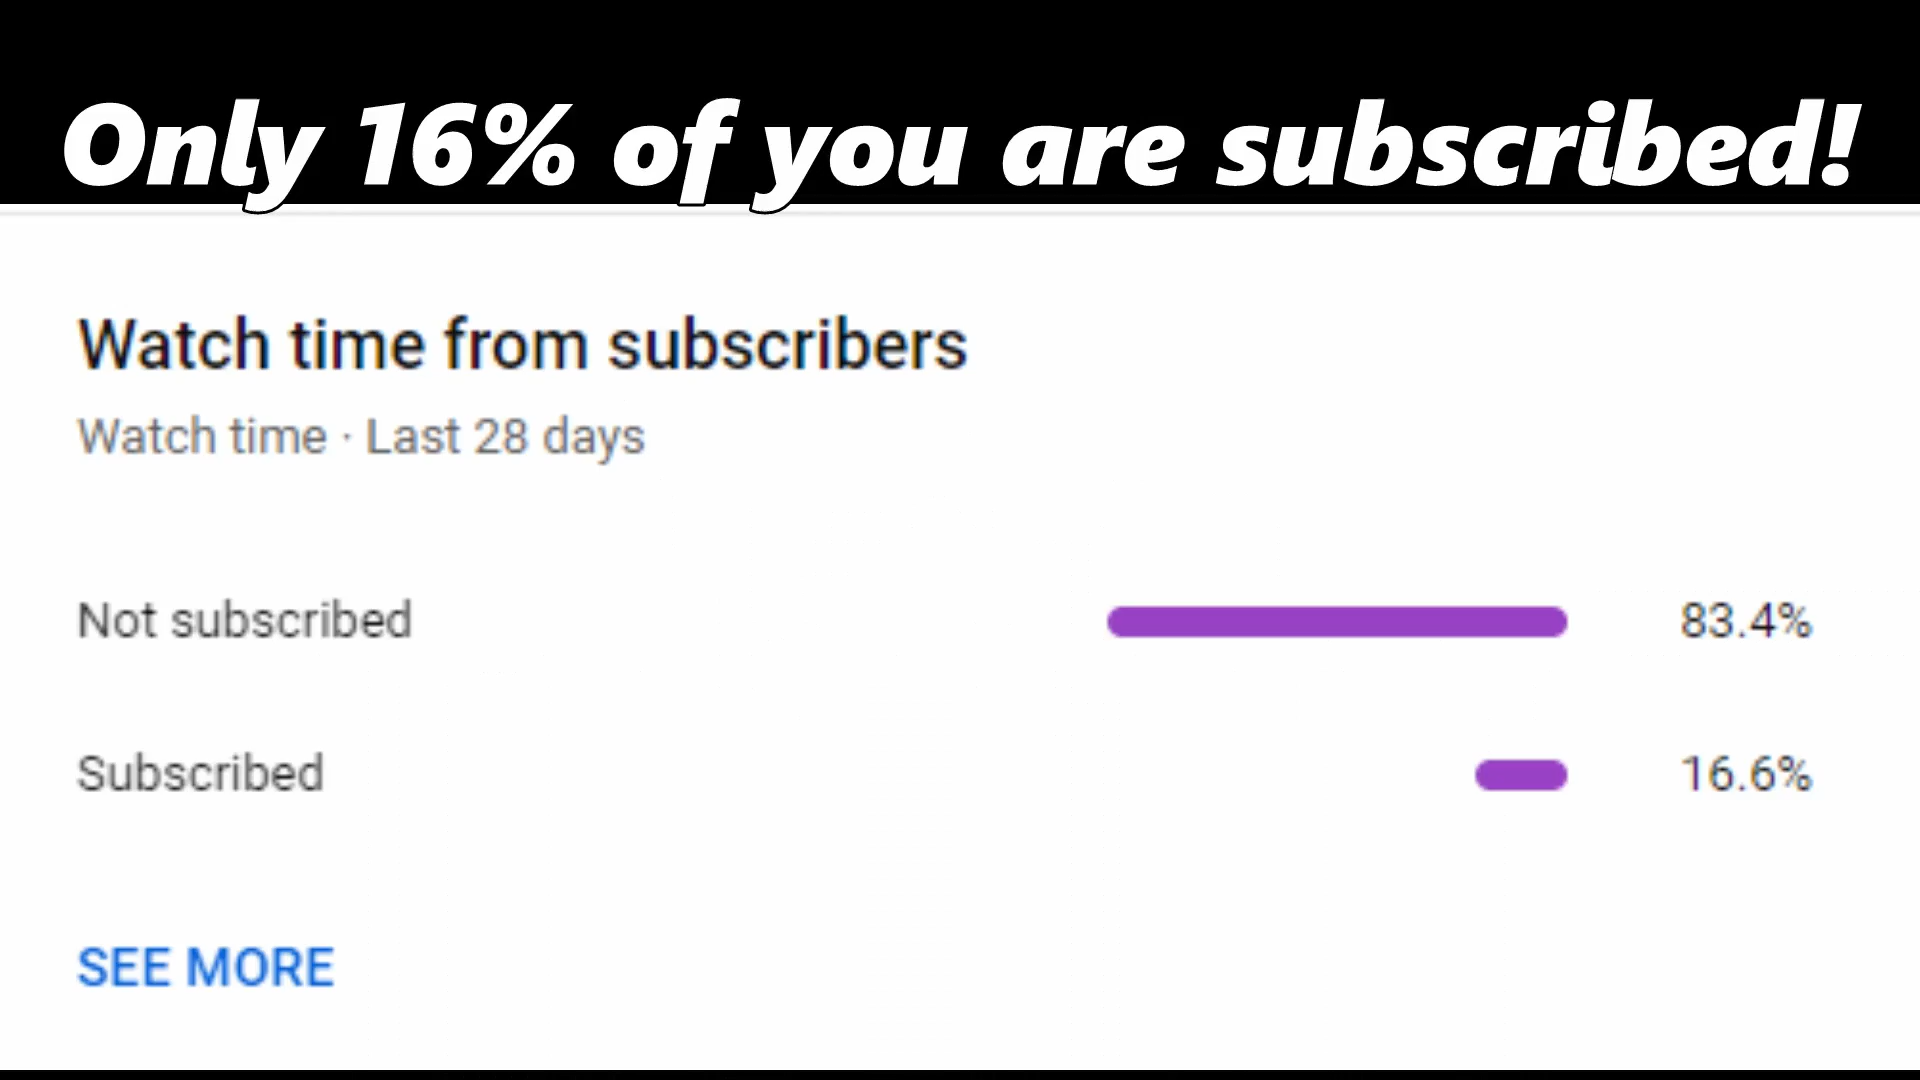 Only 16% of you are subscribed!
Watch time from subscribers
Watch time · Last 28 days
Not subscribed 83.4%
Subscribed 16.6%
SEE MORE